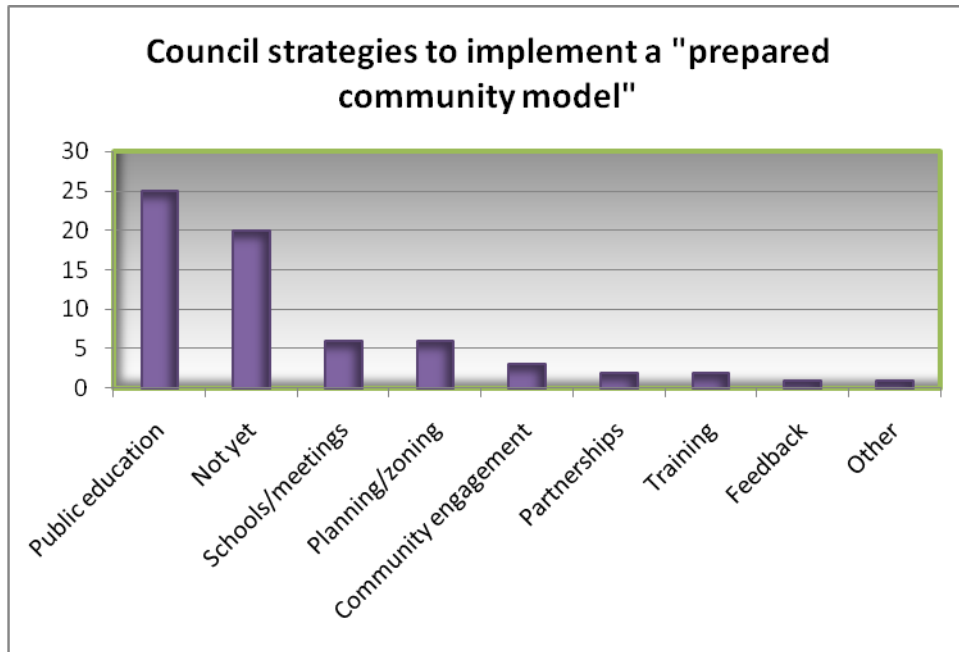 Council strategies to implement a "prepared
community model"
30
25
20
15
10
5
0
Public education
Not yet
Schools/meetings
Planning/zoning
Community engagement
Partnerships
Training
Feedback
Other